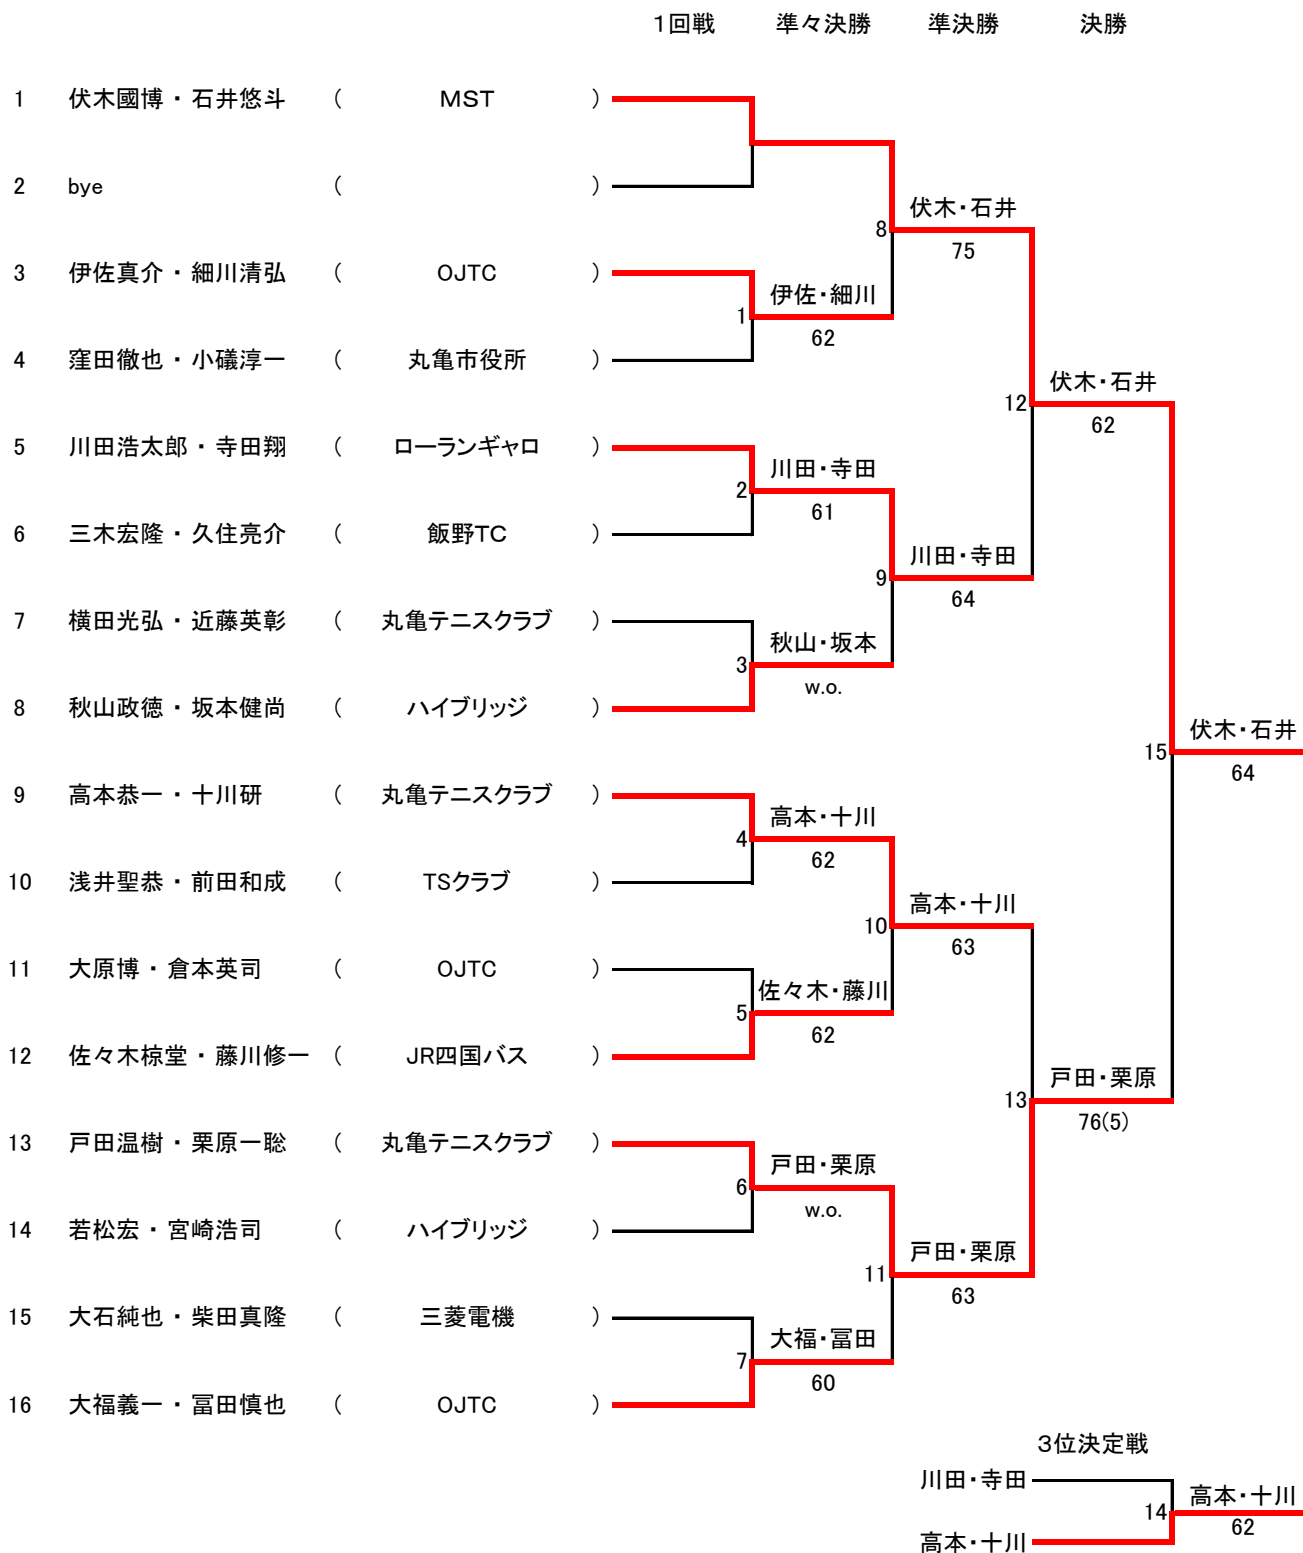 1回戦 準々決勝 準決勝 決勝
1 伏木國博 ・ 石井悠斗 ( MST )
2 bye ( )
伏木・石井
8
75
3 伊佐真介 ・ 細川清弘 ( OJTC )
伊佐・細川
1
62
4 窪田徹也 ・ 小礒淳一 ( 丸亀市役所 )
伏木・石井
12
62
5 川田浩太郎 ・ 寺田翔 ( ローランギャロ )
川田・寺田
2
61
6 三木宏隆 ・ 久住亮介 ( 飯野TC )
川田・寺田
9
64
7 横田光弘 ・ 近藤英彰 ( 丸亀テニスクラブ )
秋山・坂本
3
w.o.
8 秋山政徳 ・ 坂本健尚 ( ハイブリッジ )
伏木・石井
15
64
9 高本恭一 ・ 十川研 ( 丸亀テニスクラブ )
高本・十川
4
62
10 浅井聖恭 ・ 前田和成 ( TSクラブ )
高本・十川
10
63
11 大原博 ・ 倉本英司 ( OJTC )
佐々木・藤川
5
62
12 佐々木椋堂 ・ 藤川修一 ( JR四国バス )
戸田・栗原
13
76(5)
13 戸田温樹 ・ 栗原一聡 ( 丸亀テニスクラブ )
戸田・栗原
6
w.o.
14 若松宏 ・ 宮崎浩司 ( ハイブリッジ )
戸田・栗原
11
63
15 大石純也 ・ 柴田真隆 ( 三菱電機 )
大福・冨田
7
60
16 大福義一 ・ 冨田慎也 ( OJTC )
3位決定戦
川田・寺田
高本・十川
14
62
高本・十川